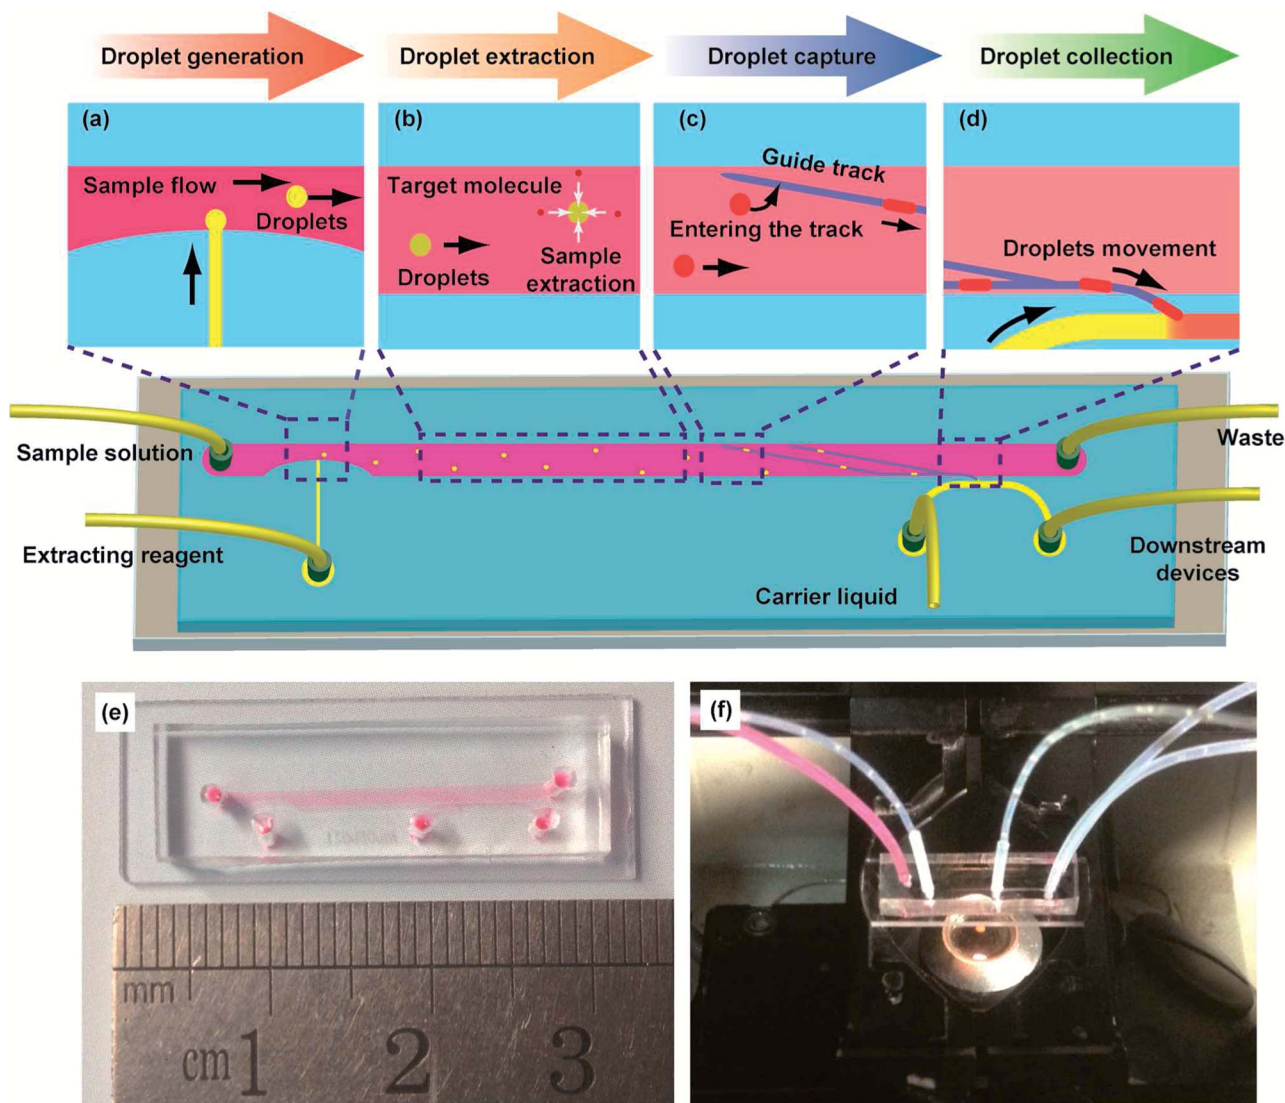 Droplet generation
Droplet extraction
Droplet capture
Droplet collection
(a)
Sample flow
Droplets
(b)
Target molecule
Droplets
Sample
extraction
(c)
Guide track
Entering the track
(d)
Droplets movement
Sample solution
Waste
Extracting reagent
Carrier liquid
Downstream
devices
(e)
mm
cm 1 2 3
(f)